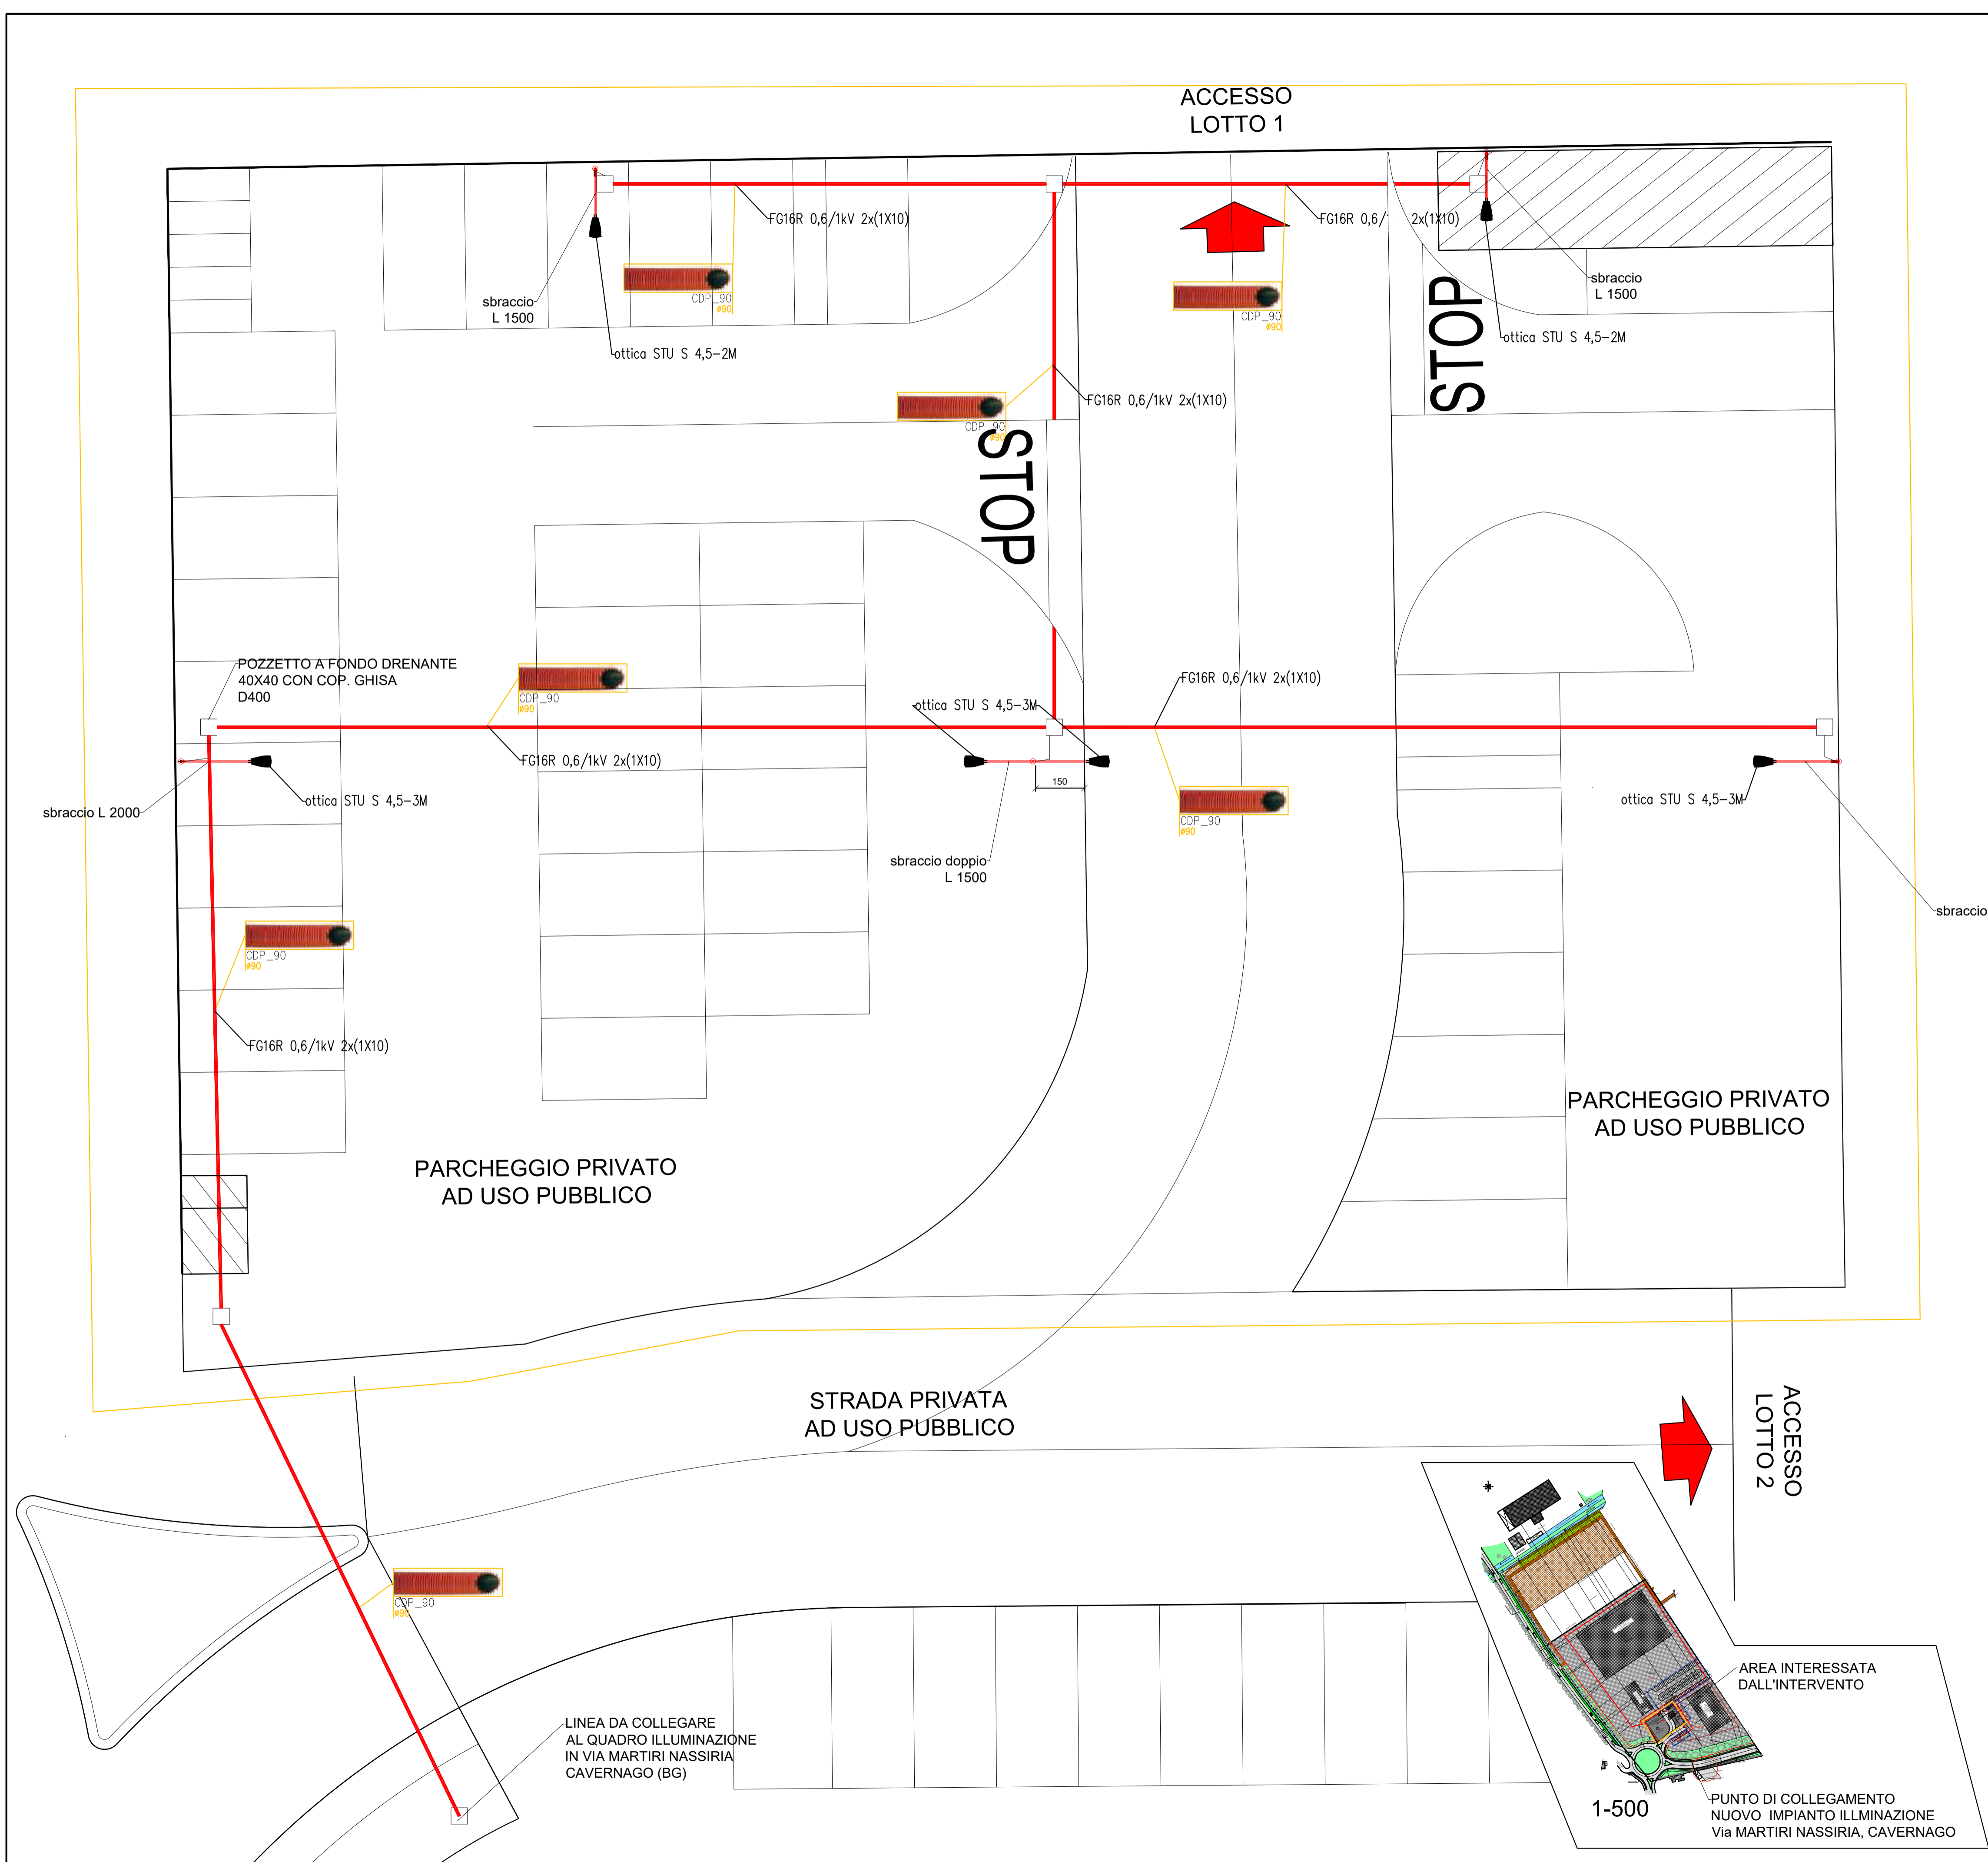 ACCESSO
LOTTO 1
FG16R 0,6/1kV 2x(1X10)
FG16R 0,6/1 2x(1X10)
sbraccio
L 1500
CDP_90
ø90
CDP_90
ø90
sbraccio
L 1500
STOP
ottica STU S 4,5-2M
ottica STU S 4,5-2M
FG16R 0,6/1kV 2x(1X10)
CDP_90
ø90
STOP
POZZETTO A FONDO DRENANTE
40X40 CON COP. GHISA
D400
CDP_90
ø90
FG16R 0,6/1kV 2x(1X10)
ottica STU S 4,5-3M
FG16R 0,6/1kV 2x(1X10)
150
ottica STU S 4,5-3M
sbraccio L 2000
ottica STU S 4,5-3M
CDP_90
ø90
sbraccio doppio
L 1500
sbraccio
CDP_90
ø90
FG16R 0,6/1kV 2x(1X10)
PARCHEGGIO PRIVATO
AD USO PUBBLICO
PARCHEGGIO PRIVATO
AD USO PUBBLICO
STRADA PRIVATA
AD USO PUBBLICO
ACCESSO
LOTTO 2
CDP_90
ø90
LINEA DA COLLEGARE
AL QUADRO ILLUMINAZIONE
IN VIA MARTIRI NASSIRIA
CAVERNAGO (BG)
AREA INTERESSATA
DALL'INTERVENTO
1-500
PUNTO DI COLLEGAMENTO
NUOVO IMPIANTO ILLMINAZIONE
Via MARTIRI NASSIRIA, CAVERNAGO